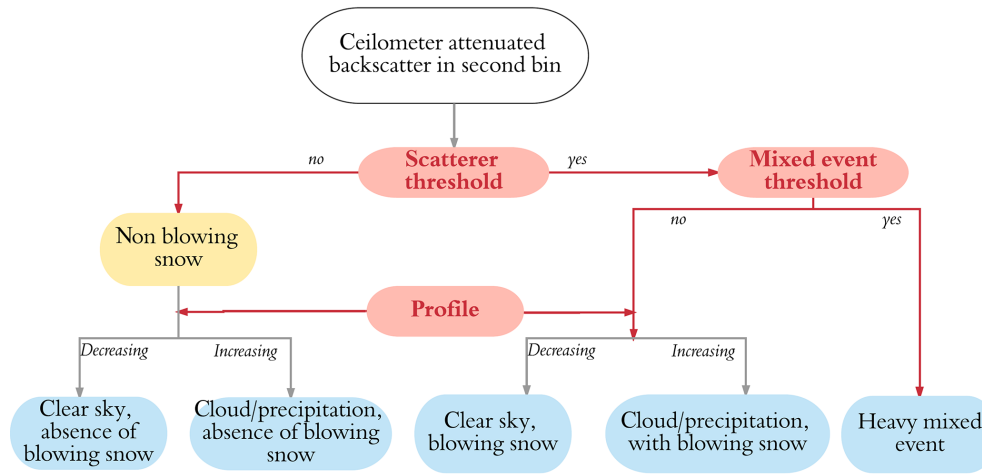 Ceilometer attenuated
backscatter in second bin
no
Scatterer
threshold
yes
Mixed event
threshold
no
yes
Non blowing
snow
Profile
Decreasing
Increasing
Decreasing
Increasing
Clear sky,
absence of
blowing snow
Cloud/precipitation,
absence of blowing
snow
Clear sky,
blowing snow
Cloud/precipitation,
with blowing snow
Heavy mixed
event